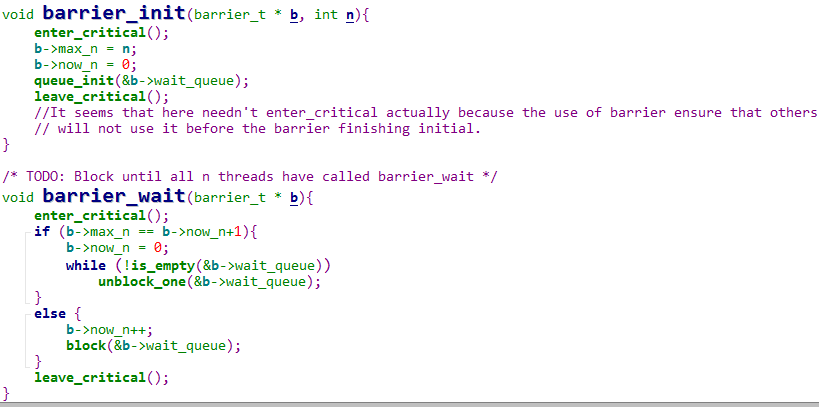 void barrier_init(barrier_t * b, int n){
    enter_critical();
    b->max_n = n;
    b->now_n = 0;
    queue_init(&b->wait_queue);
    leave_critical();
    //It seems that here needn't enter_critical actually because the use of barrier ensure that others
    // will not use it before the barrier finishing initial.
}

/* TODO: Block until all n threads have called barrier_wait */
void barrier_wait(barrier_t * b){
    enter_critical();
    if (b->max_n == b->now_n+1){
        b->now_n = 0;
        while (!is_empty(&b->wait_queue))
            unblock_one(&b->wait_queue);
    }
    else {
        b->now_n++;
        block(&b->wait_queue);
    }
    leave_critical();
}